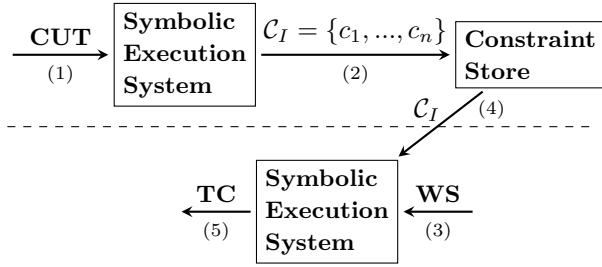 CUT
(1)
Symbolic
Execution
System
C_I = {c_1, ..., c_n}
(2)
Constraint
Store
C_I
(4)
TC
(5)
Symbolic
Execution
System
WS
(3)